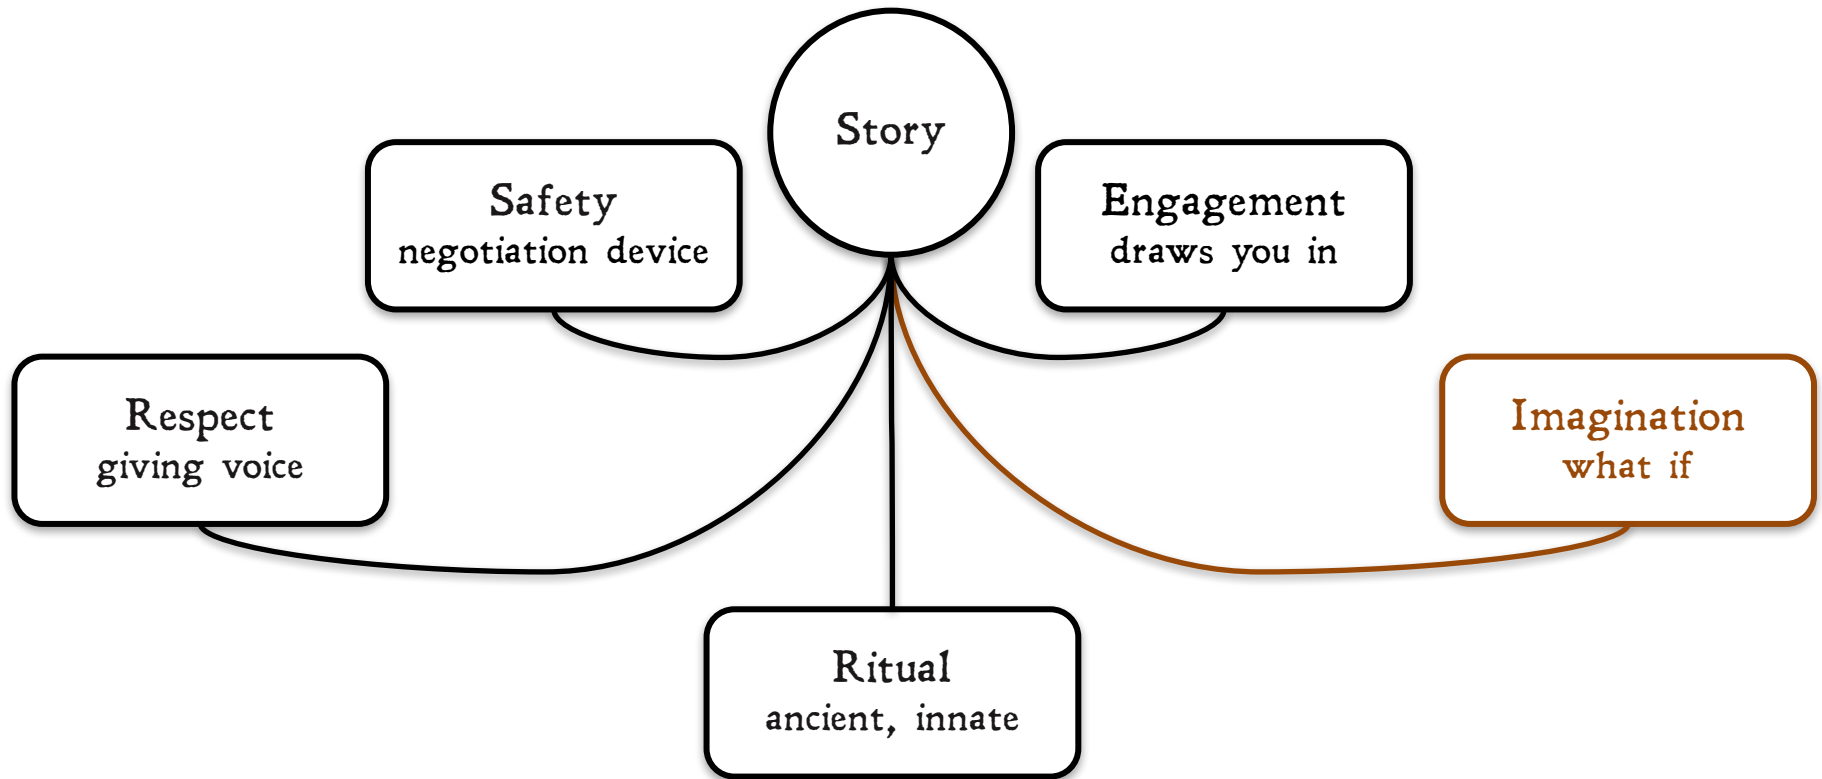 Story
Safety
negotiation device
Engagement
draws you in
Respect
giving voice
Imagination
what if
Ritual
ancient, innate